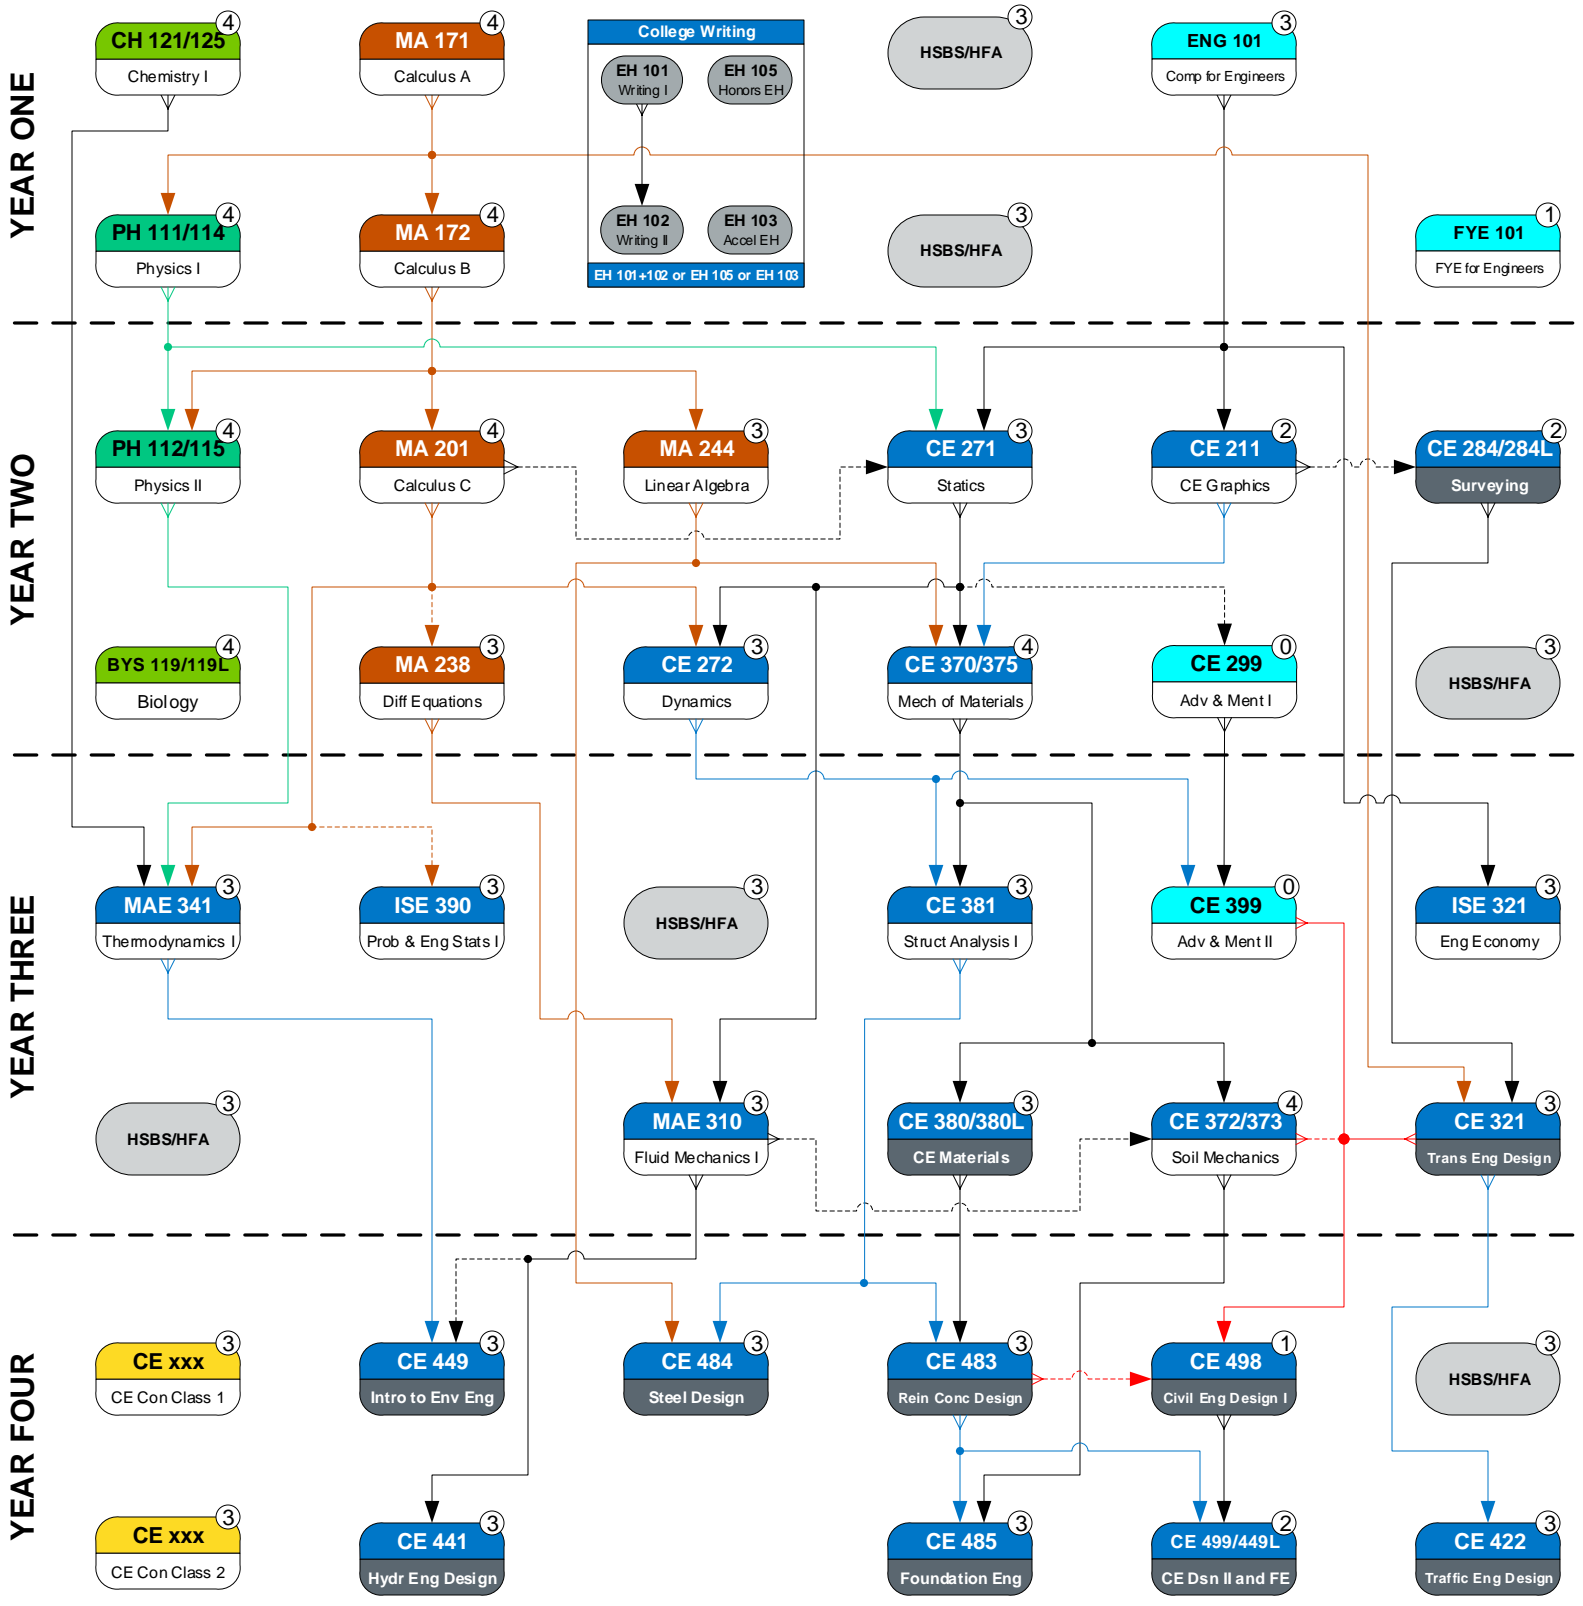 YEAR ONE
CH 121/125
4
Chemistry I
MA 171
4
Calculus A
College Writing
EH 101
Writing I
EH 105
Honors EH
EH 102
Writing II
EH 103
Accel EH
EH 101+102 or EH 105 or EH 103
HSBS/HFA
3
ENG 101
3
Comp for Engineers
PH 111/114
4
Physics I
MA 172
4
Calculus B
HSBS/HFA
3
FYE 101
1
FYE for Engineers
YEAR TWO
PH 112/115
4
Physics II
MA 201
4
Calculus C
MA 244
3
Linear Algebra
CE 271
3
Statics
CE 211
2
CE Graphics
CE 284/284L
2
Surveying
BYS 119/119L
4
Biology
MA 238
3
Diff Equations
CE 272
3
Dynamics
CE 370/375
4
Mech of Materials
CE 299
0
Adv & Ment I
HSBS/HFA
3
YEAR THREE
MAE 341
3
Thermodynamics I
ISE 390
3
Prob & Eng Stats I
HSBS/HFA
3
CE 381
3
Struct Analysis I
CE 399
0
Adv & Ment II
ISE 321
3
Eng Economy
HSBS/HFA
3
MAE 310
3
Fluid Mechanics I
CE 380/380L
3
CE Materials
CE 372/373
4
Soil Mechanics
CE 321
3
Trans Eng Design
YEAR FOUR
CE xxx
3
CE Con Class 1
CE 449
3
Intro to Env Eng
CE 484
3
Steel Design
CE 483
3
Rein Conc Design
CE 498
1
Civil Eng Design I
HSBS/HFA
3
CE xxx
3
CE Con Class 2
CE 441
3
Hydr Eng Design
CE 485
3
Foundation Eng
CE 499/449L
2
CE Dsn II and FE
CE 422
3
Traffic Eng Design